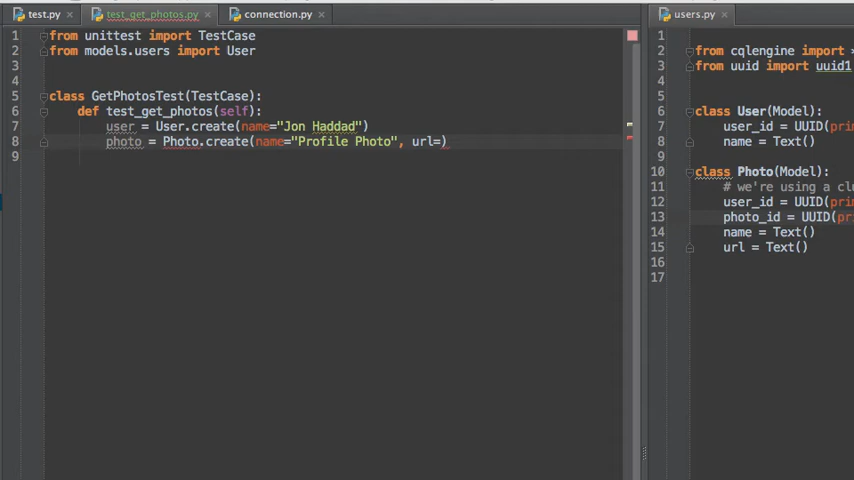 test.py
test_get_photos.py
connection.py
users.py
1 from unittest import TestCase
2 from models.users import User
3
4
5 class GetPhotosTest(TestCase):
6 def test_get_photos(self):
7 user = User.create(name="Jon Haddad")
8 photo = Photo.create(name="Profile Photo", url=)
9
1
2 from cqlengine import
3 from uuid import uuid1
4
5
6 class User(Model):
7 user_id = UUID(pri
8 name = Text()
9
10 class Photo(Model):
11 # we're using a clu
12 user_id = UUID(pri
13 photo_id = UUID(pr
14 name = Text()
15 url = Text()
16
17